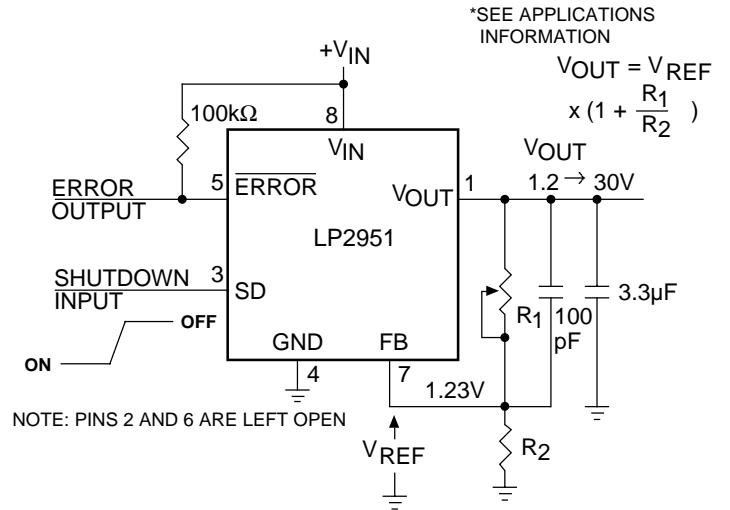 *SEE APPLICATIONS
INFORMATION
+VIN
VOUT = VREF
x (1 + R1
R2 )
100kΩ
8
VIN
VOUT
1.2 → 30V
ERROR
OUTPUT
5
ERROR
VOUT
1
LP2951
SHUTDOWN
INPUT
3
SD
R1
100
pF
3.3µF
OFF
ON
GND
FB
4
7
1.23V
NOTE: PINS 2 AND 6 ARE LEFT OPEN
VREF
R2